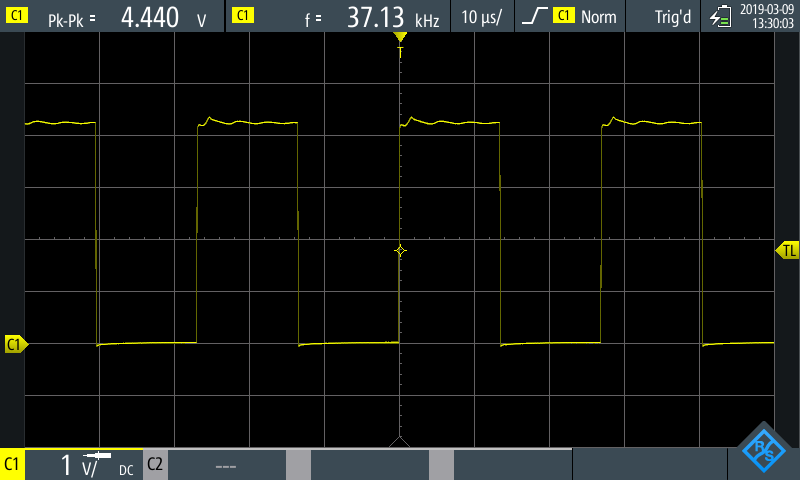 C1 Pk-Pk = 4.440 V C1 f = 37.13 kHz 10 µs/ C1 Norm Trig'd 2019-03-09
13:30:03
T
TL
C1
C1 1 V/ DC C2 ---
R&S